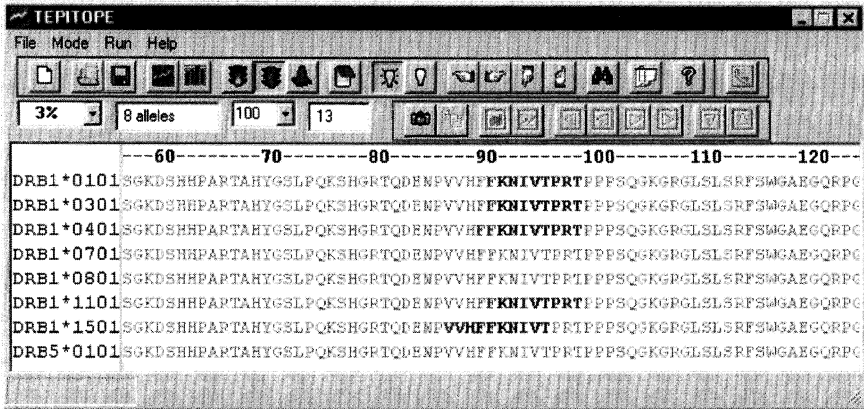 TEPITOPE
File Mode Run Help
3% 8 alleles 100 13
---60--------70--------80--------90--------100-------110-------120---
DRB1*0101 SGKDSHHPARTAHYGSLPQKSHGRTQDENPVVHFFKNIVTPRTPPPSQGKGRGLSLSRFSWGAEGQRPG
DRB1*0301 SGKDSHHPARTAHYGSLPQKSHGRTQDENPVVHFFKNIVTPRTPPPSQGKGRGLSLSRFSWGAEGQRPG
DRB1*0401 SGKDSHHPARTAHYGSLPQKSHGRTQDENPVVHFFKNIVTPRTPPPSQGKGRGLSLSRFSWGAEGQRPG
DRB1*0701 SGKDSHHPARTAHYGSLPQKSHGRTQDENPVVHFFKNIVTPRTPPPSQGKGRGLSLSRFSWGAEGQRPG
DRB1*0801 SGKDSHHPARTAHYGSLPQKSHGRTQDENPVVHFFKNIVTPRTPPPSQGKGRGLSLSRFSWGAEGQRPG
DRB1*1101 SGKDSHHPARTAHYGSLPQKSHGRTQDENPVVHFFKNIVTPRTPPPSQGKGRGLSLSRFSWGAEGQRPG
DRB1*1501 SGKDSHHPARTAHYGSLPQKSHGRTQDENPVVHFFKNIVTPRTPPPSQGKGRGLSLSRFSWGAEGQRPG
DRB5*0101 SGKDSHHPARTAHYGSLPQKSHGRTQDENPVVHFFKNIVTPRTPPPSQGKGRGLSLSRFSWGAEGQRPG